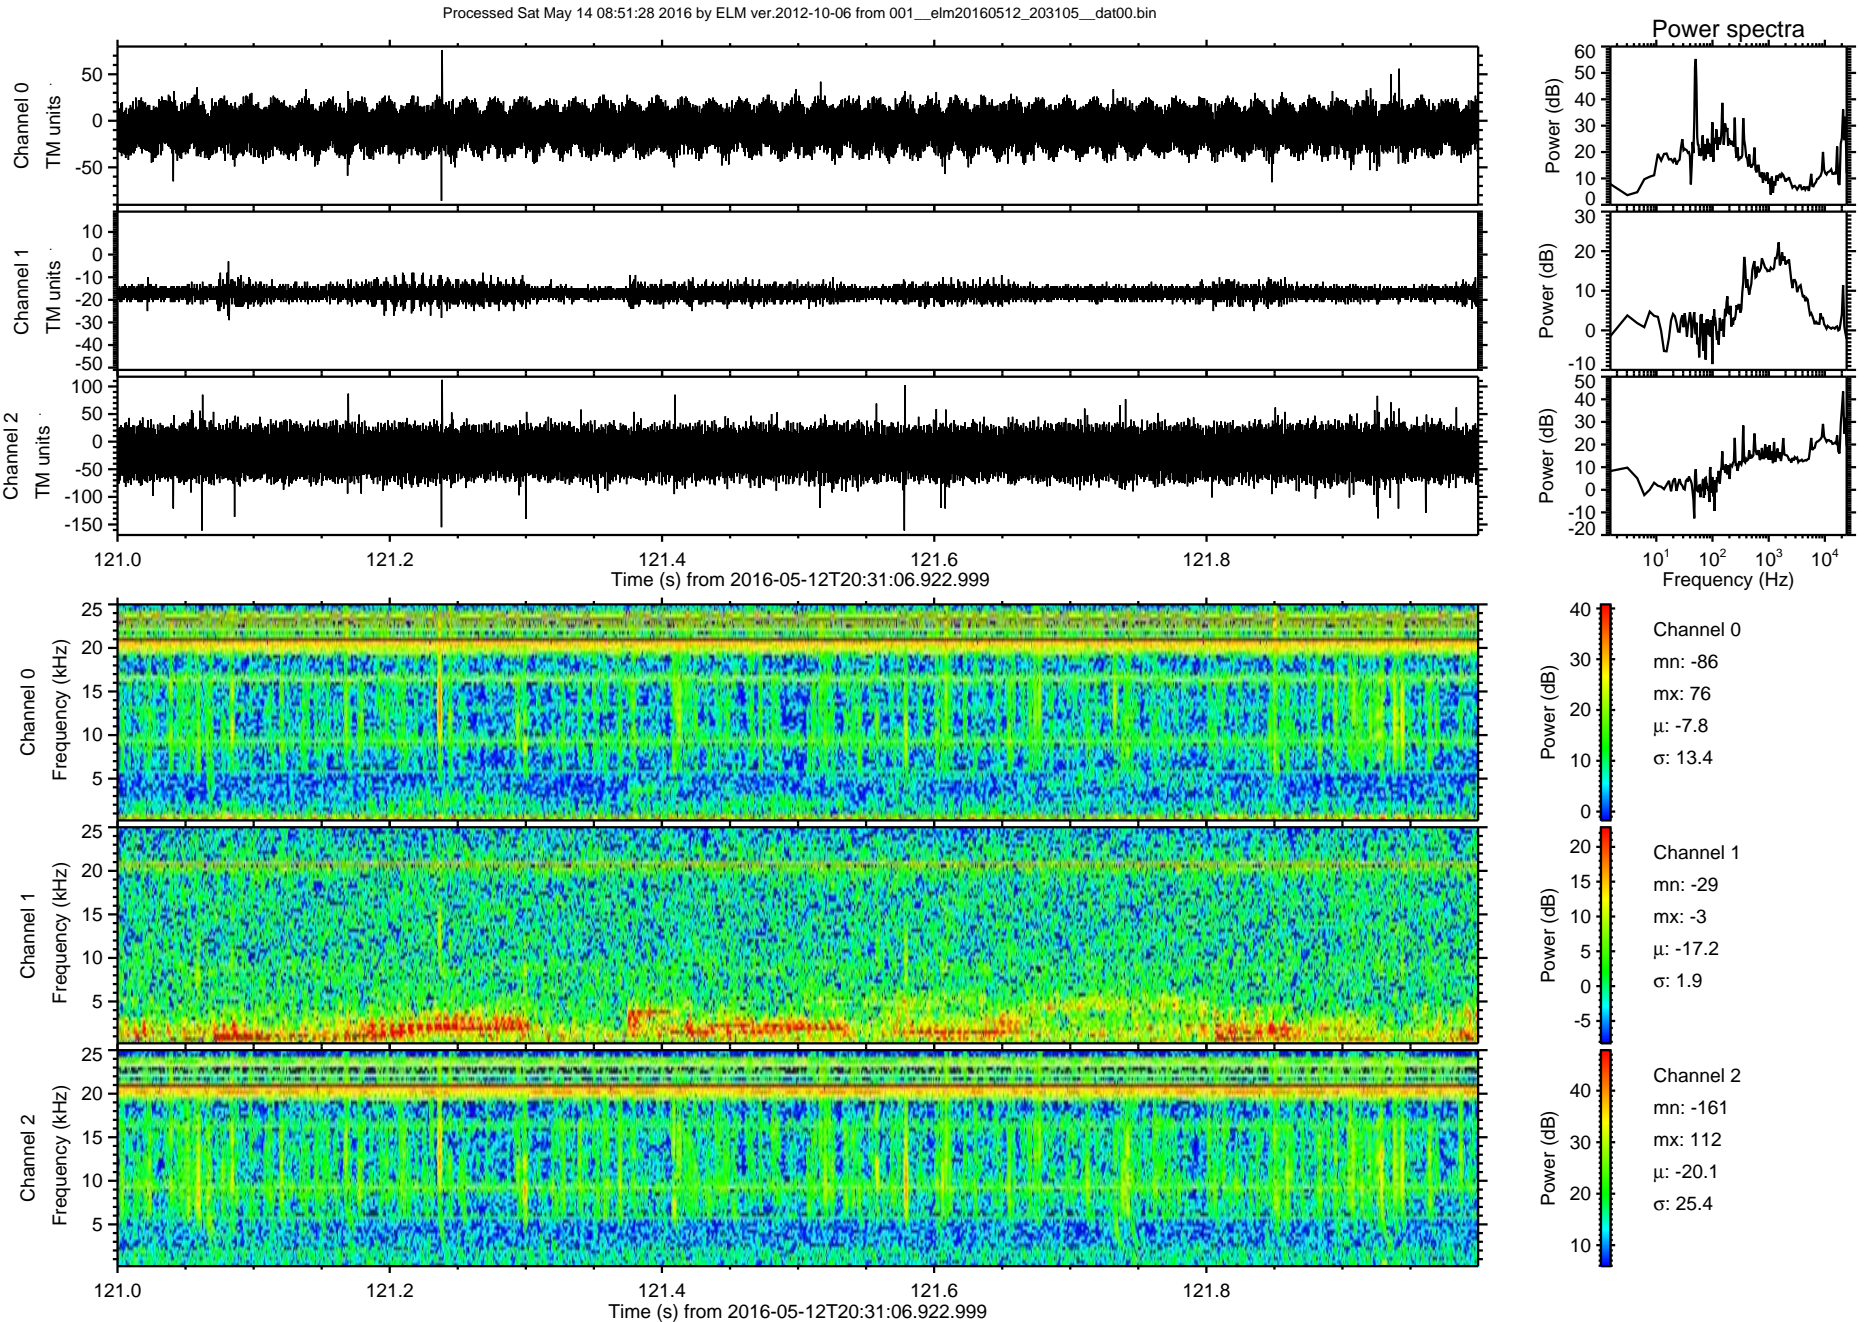 Processed Sat May 14 08:51:28 2016 by ELM ver.2012-10-06 from 001__elm20160512_203105__dat00.bin
Power spectra
Channel 0
TM units
50
0
-50
Power (dB)
60
50
40
30
20
10
0
Channel 1
TM units
10
0
-10
-20
-30
-40
-50
Power (dB)
30
20
10
0
-10
Channel 2
TM units
100
50
0
-50
-100
-150
Power (dB)
50
40
30
20
10
0
-10
-20
121.0 121.2 121.4 121.6 121.8
Time (s) from 2016-05-12T20:31:06.922.999
10¹ 10² 10³ 10⁴
Frequency (Hz)
Channel 0
Frequency (kHz)
25
20
15
10
5
Power (dB)
40
30
20
10
0
Channel 0
mn: -86
mx: 76
μ: -7.8
σ: 13.4
Channel 1
Frequency (kHz)
25
20
15
10
5
Power (dB)
20
15
10
5
0
-5
Channel 1
mn: -29
mx: -3
μ: -17.2
σ: 1.9
Channel 2
Frequency (kHz)
25
20
15
10
5
Power (dB)
40
30
20
10
Channel 2
mn: -161
mx: 112
μ: -20.1
σ: 25.4
121.0 121.2 121.4 121.6 121.8
Time (s) from 2016-05-12T20:31:06.922.999